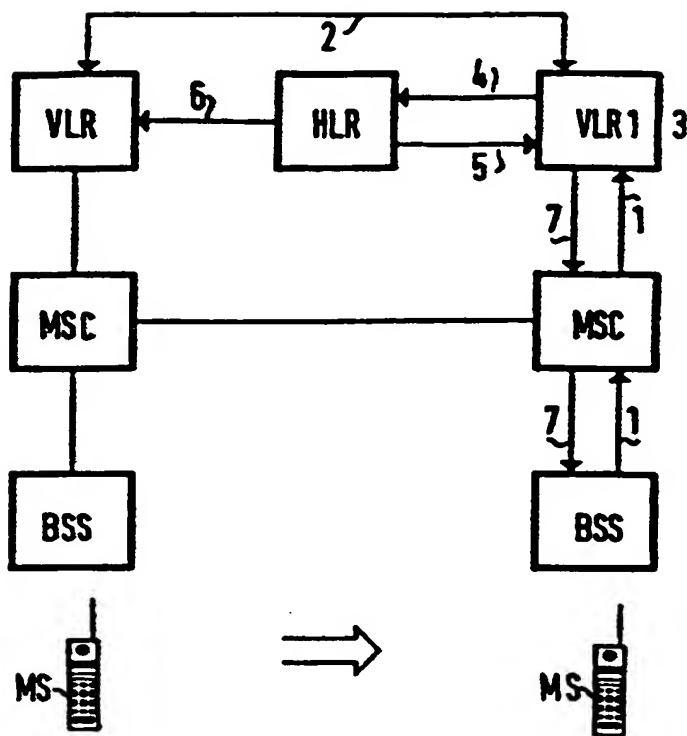 2
VLR 6 HLR 4 VLR1 3
5
7 1
MSC MSC
7 1
BSS BSS
MS MS